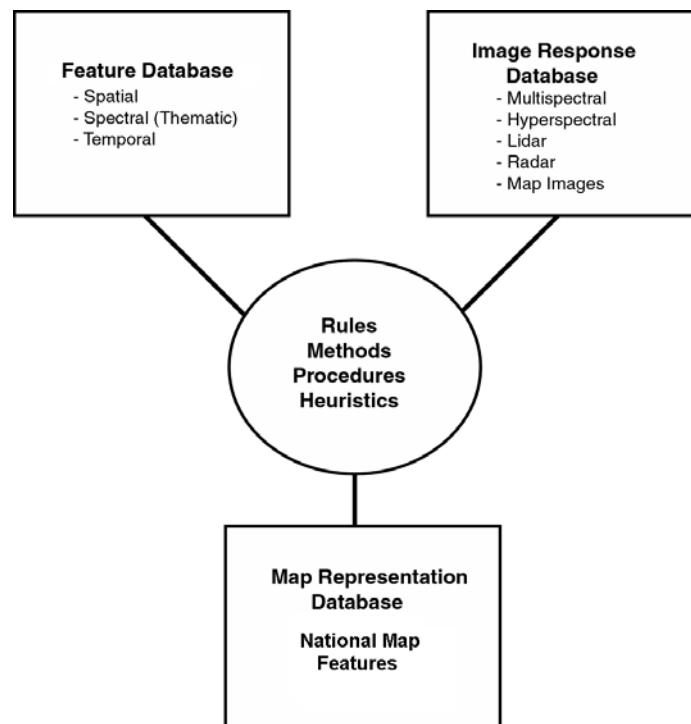 Feature Database
- Spatial
- Spectral (Thematic)
- Temporal
Image Response
Database
- Multispectral
- Hyperspectral
- Lidar
- Radar
- Map Images
Rules
Methods
Procedures
Heuristics
Map Representation
Database
National Map
Features